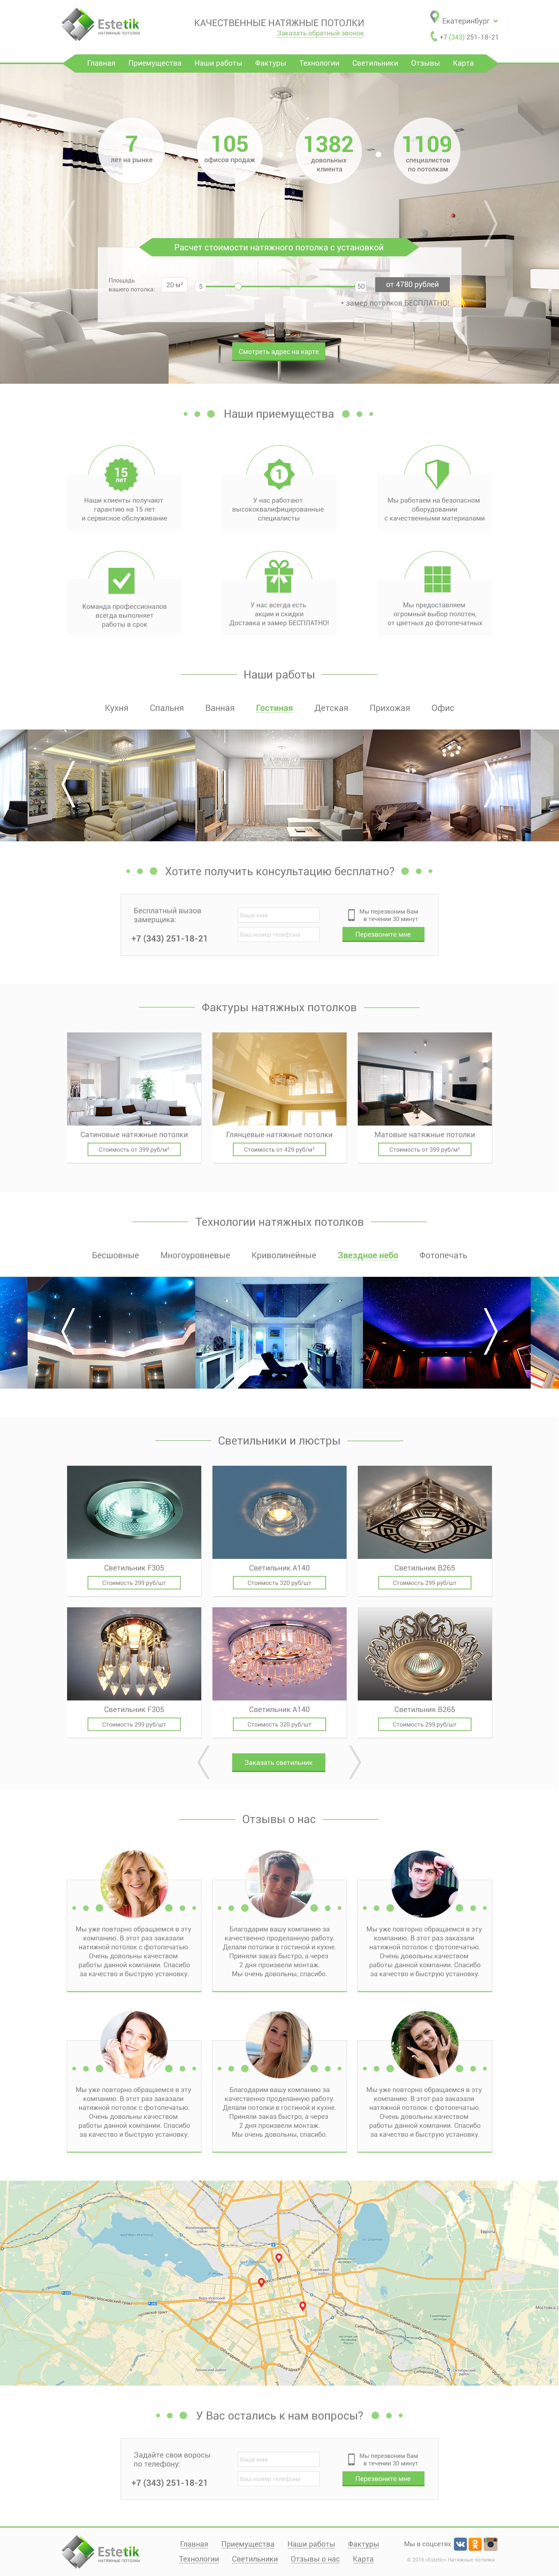 Estetik
НАТЯЖНЫЕ ПОТОЛКИ
КАЧЕСТВЕННЫЕ НАТЯЖНЫЕ ПОТОЛКИ
Заказать обратный звонок
Екатеринбург
+7 (343) 251-18-21
Главная Приемущества Наши работы Фактуры Технологии Светильники Отзывы Карта
7
лет на рынке
105
офисов продаж
1382
довольных
клиента
1109
специалистов
по потолкам
Расчет стоимости натяжного потолка с установкой
Площадь
вашего потолка:
20 м²
5
50
от 4780 рублей
+ замер потолков БЕСПЛАТНО!
Смотреть адрес на карте
Наши приемущества
15
лет
Наши клиенты получают
гарантию на 15 лет
и сервисное обслуживание
1
У нас работают
высококвалифицированные
специалисты
Мы работаем на безопасном
оборудовании
с качественными материалами
Команда профессионалов
всегда выполняет
работы в срок
У нас всегда есть
акции и скидки
Доставка и замер БЕСПЛАТНО!
Мы предоставляем
огромный выбор полотен,
от цветных до фотопечатных
Наши работы
Кухня Спальня Ванная Гостиная Детская Прихожая Офис
Хотите получить консультацию бесплатно?
Бесплатный вызов
замерщика:
+7 (343) 251-18-21
Ваше имя
Ваш номер телефона
Мы перезвоним Вам
в течении 30 минут
Перезвоните мне
Фактуры натяжных потолков
Сатиновые натяжные потолки
Стоимость от 399 руб/м²
Глянцевые натяжные потолки
Стоимость от 429 руб/м²
Матовые натяжные потолки
Стоимость от 399 руб/м²
Технологии натяжных потолков
Бесшовные Многоуровневые Криволинейные Звездное небо Фотопечать
Светильники и люстры
Светильник F305
Стоимость 299 руб/шт
Светильник A140
Стоимость 320 руб/шт
Светильник B265
Стоимость 299 руб/шт
Светильник F305
Стоимость 299 руб/шт
Светильник A140
Стоимость 320 руб/шт
Светильник B265
Стоимость 299 руб/шт
Заказать светильник
Отзывы о нас
Мы уже повторно обращаемся в эту
компанию. В этот раз заказали
натяжной потолок с фотопечатью.
Очень довольны качеством
работы данной компании. Спасибо
за качество и быструю установку.
Благодарим вашу компанию за
качественно проделанную работу.
Делали потолки в гостиной и кухне.
Приняли заказ быстро, а через
2 дня произвели монтаж.
Мы очень довольны, спасибо.
Мы уже повторно обращаемся в эту
компанию. В этот раз заказали
натяжной потолок с фотопечатью.
Очень довольны качеством
работы данной компании. Спасибо
за качество и быструю установку.
Мы уже повторно обращаемся в эту
компанию. В этот раз заказали
натяжной потолок с фотопечатью.
Очень довольны качеством
работы данной компании. Спасибо
за качество и быструю установку.
Благодарим вашу компанию за
качественно проделанную работу.
Делали потолки в гостиной и кухне.
Приняли заказ быстро, а через
2 дня произвели монтаж.
Мы очень довольны, спасибо.
Мы уже повторно обращаемся в эту
компанию. В этот раз заказали
натяжной потолок с фотопечатью.
Очень довольны качеством
работы данной компании. Спасибо
за качество и быструю установку.
У Вас остались к нам вопросы?
Задайте свои воросы
по телефону:
+7 (343) 251-18-21
Ваше имя
Ваш номер телефона
Мы перезвоним Вам
в течении 30 минут
Перезвоните мне
Estetik
НАТЯЖНЫЕ ПОТОЛКИ
Главная Приемущества Наши работы Фактуры
Технологии Светильники Отзывы о нас Карта
Мы в соцсетях
© 2016 «Estetik» Натяжные потолки